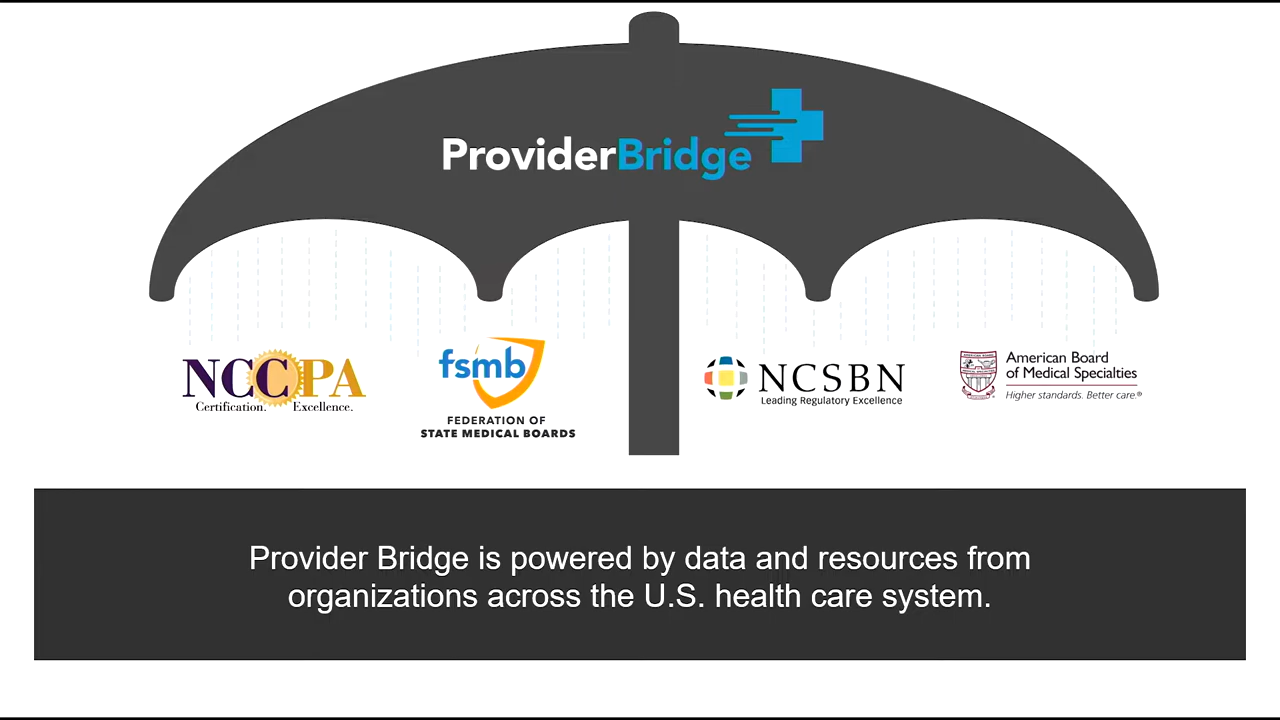 ProviderBridge
NCCPA
Certification. Excellence.
fsmb
FEDERATION OF
STATE MEDICAL BOARDS
NCSBN
Leading Regulatory Excellence
American Board
of Medical Specialties
Higher standards. Better care.®
Provider Bridge is powered by data and resources from
organizations across the U.S. health care system.